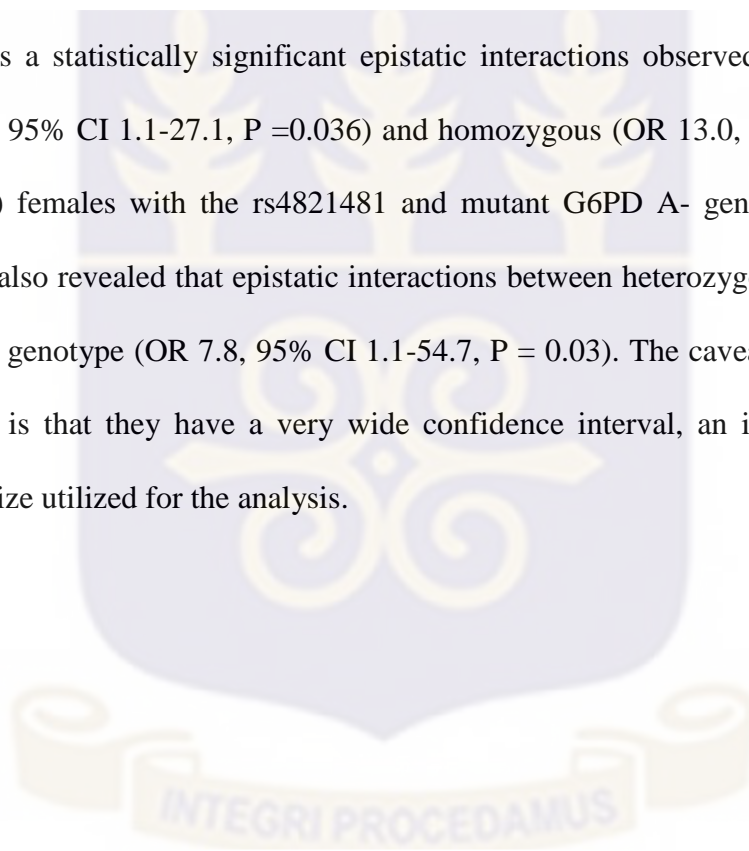 s a statistically significant epistatic interactions observed
95% CI 1.1-27.1, P =0.036) and homozygous (OR 13.0,
) females with the rs4821481 and mutant G6PD A- gen
also revealed that epistatic interactions between heterozyg
genotype (OR 7.8, 95% CI 1.1-54.7, P = 0.03). The cavea
is that they have a very wide confidence interval, an i
ize utilized for the analysis.
INTEGRI PROCEDAMUS